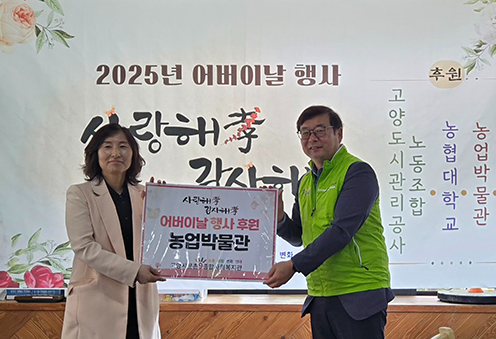 2025년 어버이날 행사
사랑해孝
감사해
후원
농업박물관
농협대학교
노동조합
고양도시관리공사
사랑해孝
감사해孝
어버이날 행사 후원
농업박물관
변화